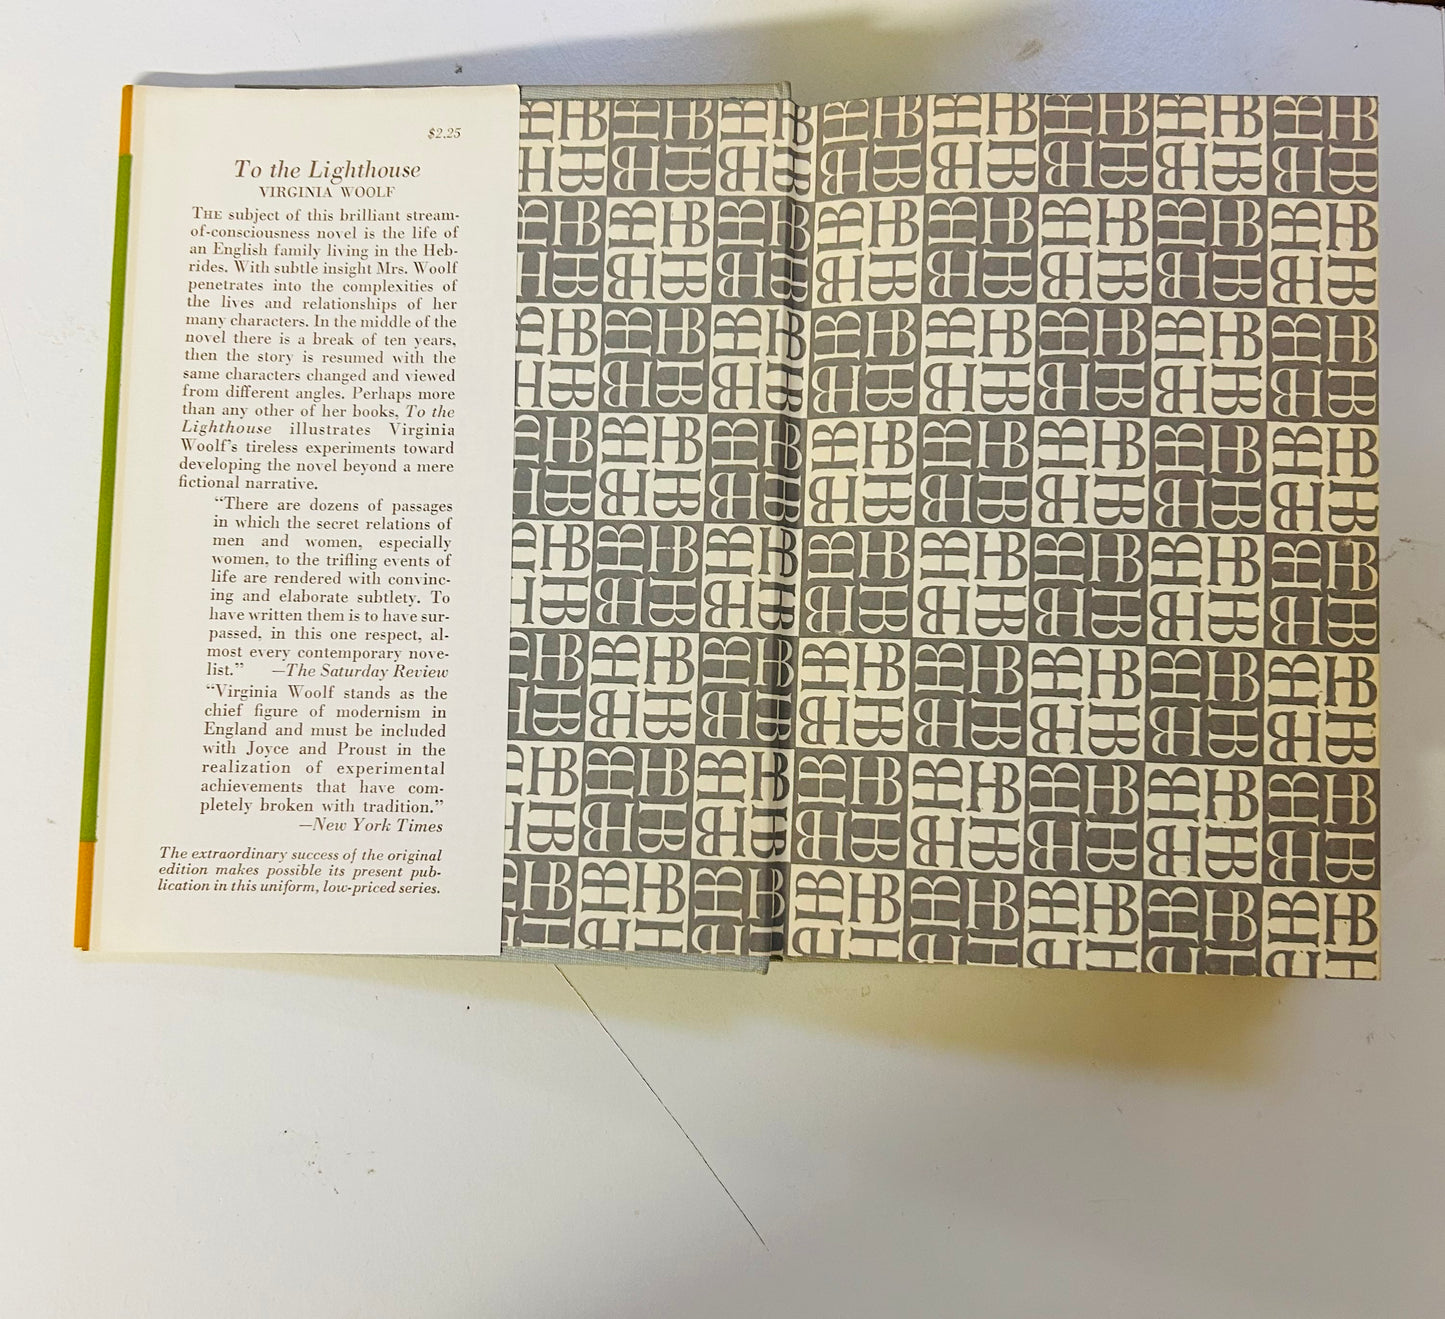 $2.25
To the Lighthouse
VIRGINIA WOOLF
THE subject of this brilliant stream-
of-consciousness novel is the life of
an English family living in the Heb-
rides. With subtle insight Mrs. Woolf
penetrates into the complexities of
the lives and relationships of her
many characters. In the middle of the
novel there is a break of ten years,
then the story is resumed with the
same characters changed and viewed
from different angles. Perhaps more
than any other of her books, To the
Lighthouse illustrates Virginia
Woolf's tireless experiments toward
developing the novel beyond a mere
fictional narrative.
“There are dozens of passages
in which the secret relations of
men and women, especially
women, to the trifling events of
life are rendered with convinc-
ing and elaborate subtlety. To
have written them is to have sur-
passed, in this one respect, al-
most every contemporary nove-
list.” —The Saturday Review
“Virginia Woolf stands as the
chief figure of modernism in
England and must be included
with Joyce and Proust in the
realization of experimental
achievements that have com-
pletely broken with tradition.”
—New York Times
The extraordinary success of the original
edition makes possible its present pub-
lication in this uniform, low-priced series.
HB